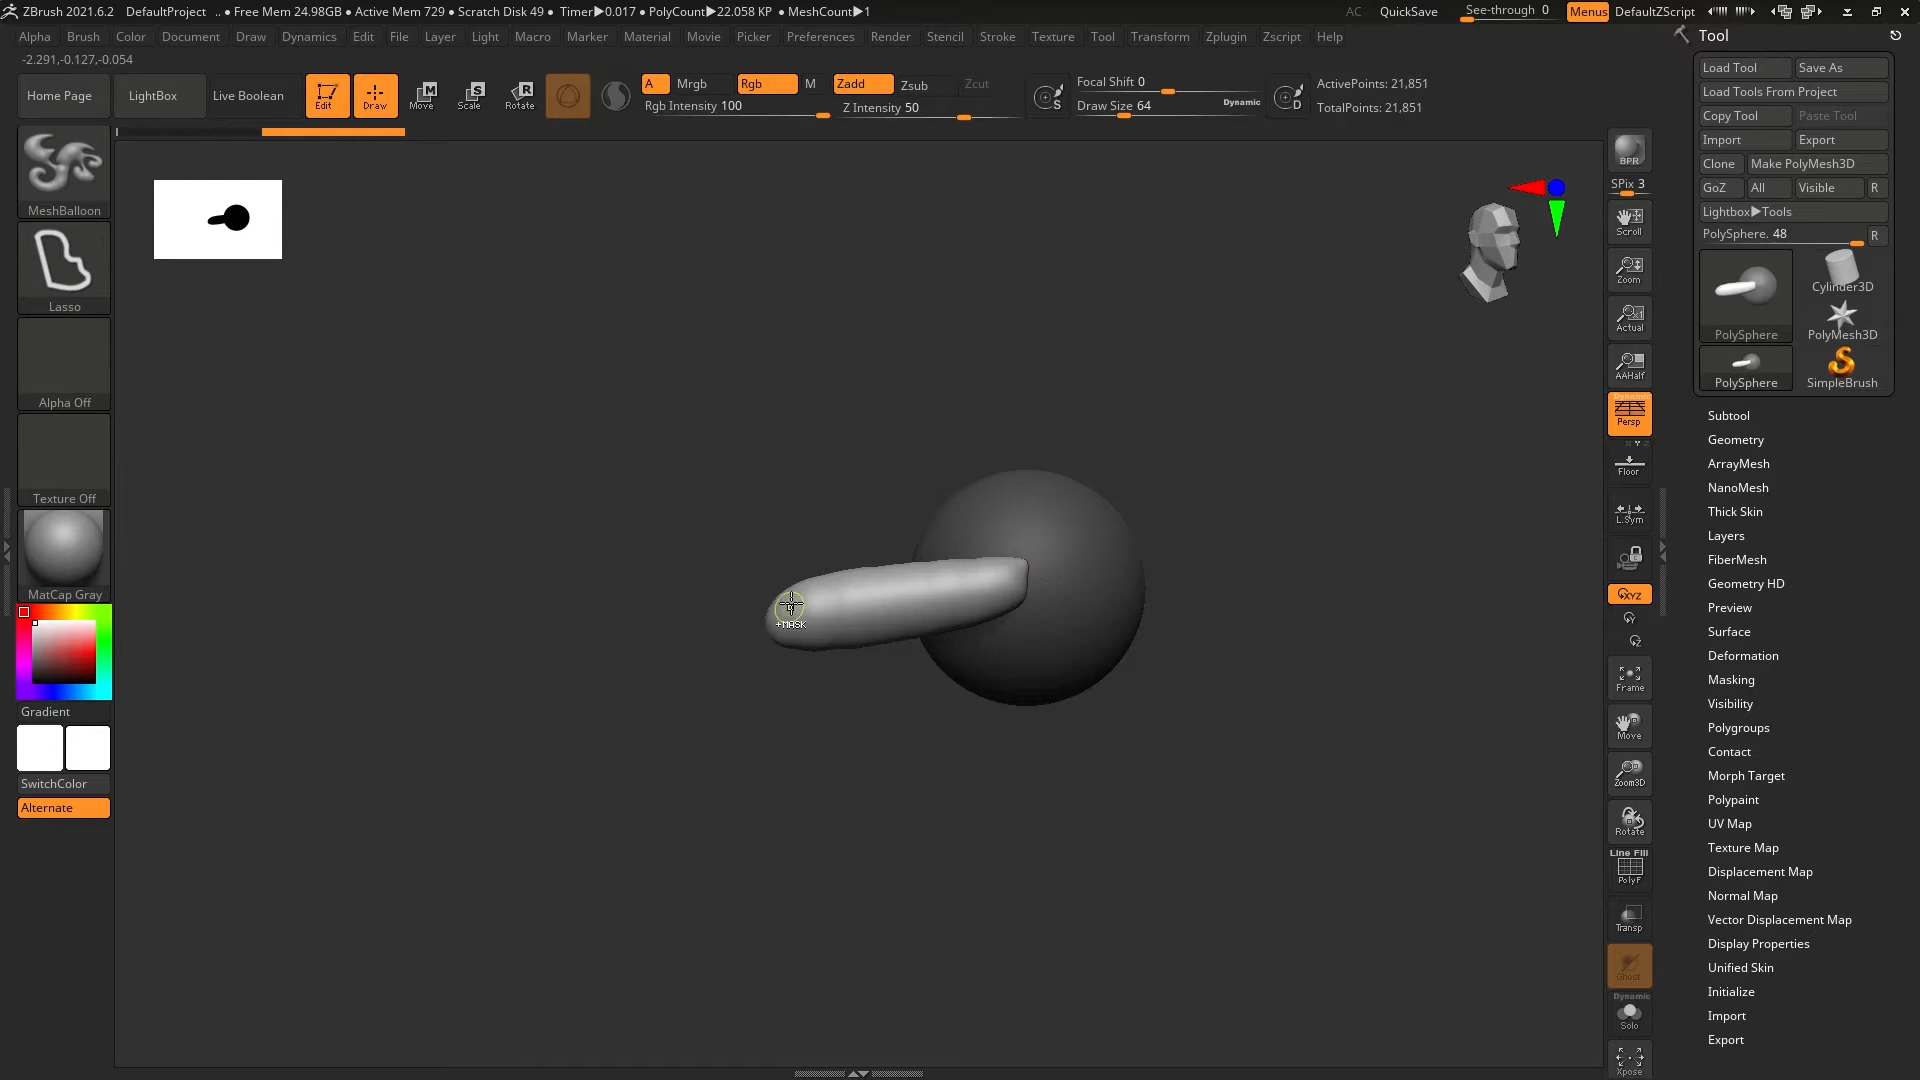 ZBrush 2021.6.2 DefaultProject .. ● Free Mem 24.98GB ● Active Mem 729 ● Scratch Disk 49 ● Timer▶0.017 ● PolyCount▶22.058 KP ● MeshCount▶1 AC QuickSave See-through 0 Menus DefaultZScript
Alpha Brush Color Document Draw Dynamics Edit File Layer Light Macro Marker Material Movie Picker Preferences Render Stencil Stroke Texture Tool Transform Zplugin Zscript Help
-2.291,-0.127,-0.054
Home Page LightBox Live Boolean Edit Draw Move Scale Rotate
M S R
A Mrgb Rgb M Zadd Zsub Zcut
Rgb Intensity 100 Z Intensity 50
S
Focal Shift 0
Draw Size 64 Dynamic
D
ActivePoints: 21,851
TotalPoints: 21,851
MeshBalloon
Lasso
Alpha Off
Texture Off
MatCap Gray
Gradient
SwitchColor
Alternate
+MASK
BPR
SPix 3
Scroll
Zoom
Actual
AAHalf
Dynamic
Persp
Floor
L.Sym
XYZ
Y
Z
Frame
Move
Zoom3D
Rotate
Line Fill
PolyF
Transp
Ghost
Dynamic
Solo
Xpose
Tool
Load Tool Save As
Load Tools From Project
Copy Tool Paste Tool
Import Export
Clone Make PolyMesh3D
GoZ All Visible R
Lightbox▶Tools
PolySphere. 48 R
PolySphere Cylinder3D
PolyMesh3D
PolySphere SimpleBrush
Subtool
Geometry
ArrayMesh
NanoMesh
Thick Skin
Layers
FiberMesh
Geometry HD
Preview
Surface
Deformation
Masking
Visibility
Polygroups
Contact
Morph Target
Polypaint
UV Map
Texture Map
Displacement Map
Normal Map
Vector Displacement Map
Display Properties
Unified Skin
Initialize
Import
Export